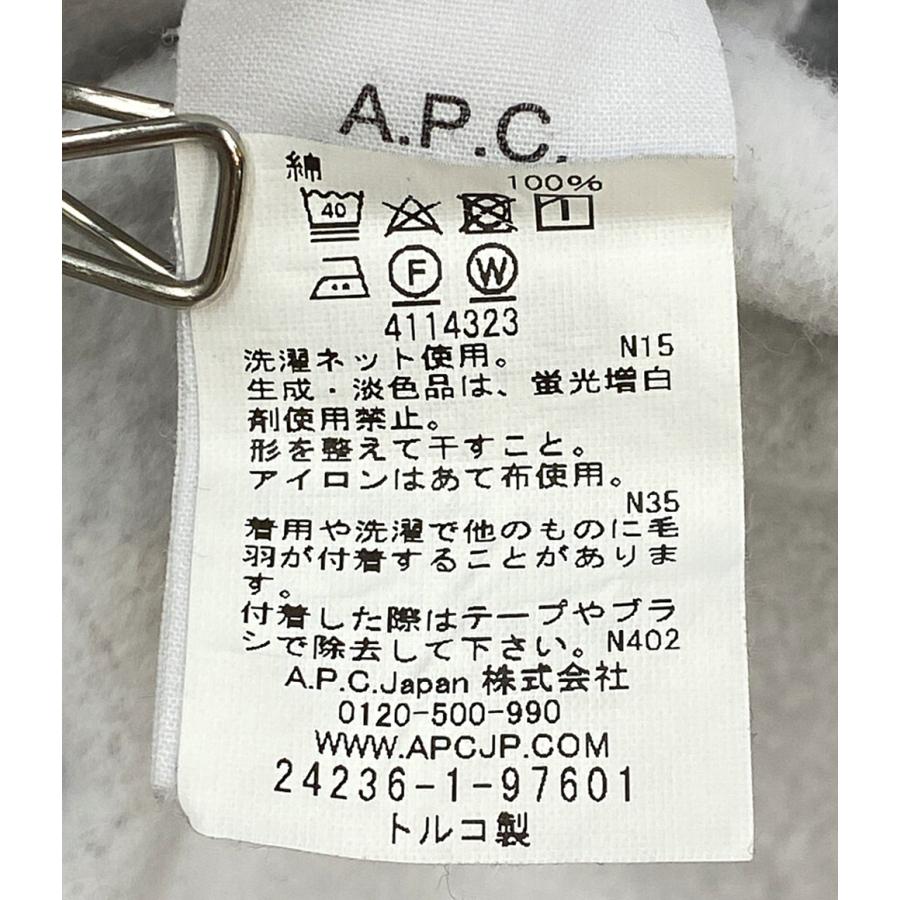 A.P.C.
綿
100%
40
F W
4114323
洗濯ネット使用。 N15
生成・淡色品は、蛍光増白
剤使用禁止。
形を整えて干すこと。
アイロンはあて布使用。
N35
着用や洗濯で他のものに毛
羽が付着することがありま
す。
付着した際はテープやブラ
シで除去して下さい。N402
A.P.C.Japan 株式会社
0120-500-990
WWW.APCJP.COM
24236-1-97601
トルコ製